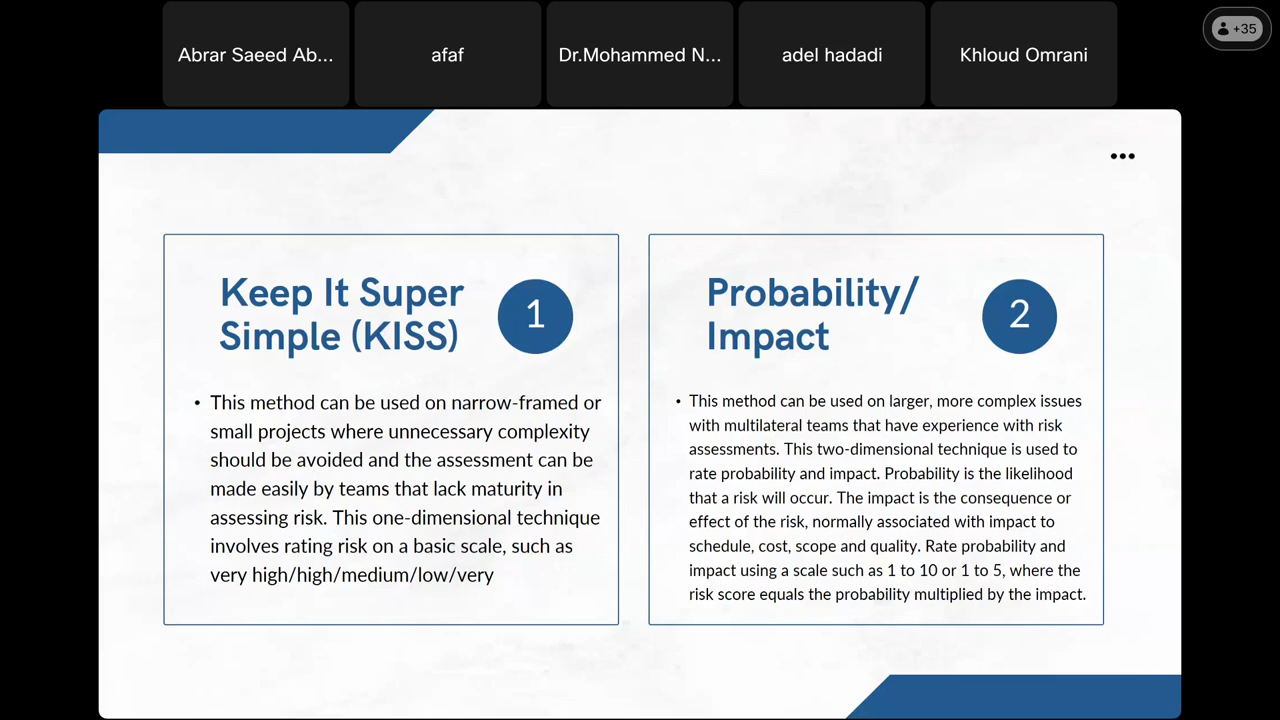 Abrar Saeed Ab...
afaf
Dr.Mohammed N...
adel hadadi
Khloud Omrani
+35
Keep It Super
Simple (KISS)
1
• This method can be used on narrow-framed or
small projects where unnecessary complexity
should be avoided and the assessment can be
made easily by teams that lack maturity in
assessing risk. This one-dimensional technique
involves rating risk on a basic scale, such as
very high/high/medium/low/very
Probability/
Impact
2
• This method can be used on larger, more complex issues
with multilateral teams that have experience with risk
assessments. This two-dimensional technique is used to
rate probability and impact. Probability is the likelihood
that a risk will occur. The impact is the consequence or
effect of the risk, normally associated with impact to
schedule, cost, scope and quality. Rate probability and
impact using a scale such as 1 to 10 or 1 to 5, where the
risk score equals the probability multiplied by the impact.